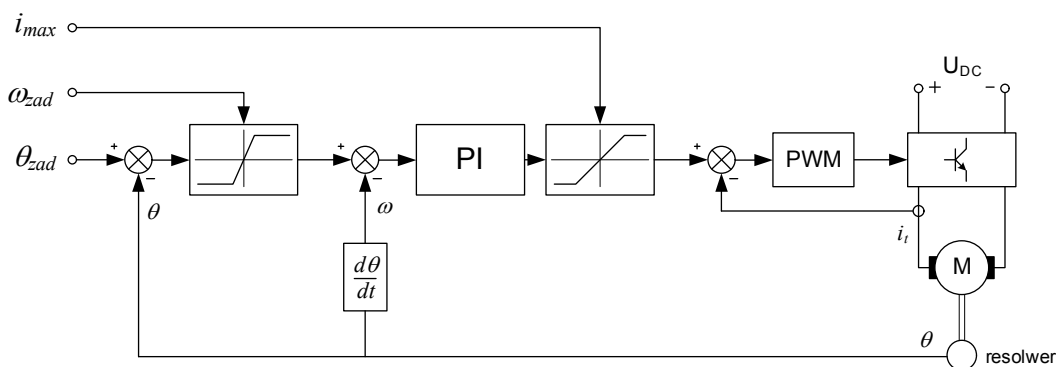 i_max
ω_zad
θ_zad
+
−
θ
+
−
ω
dθ
dt
PI
+
−
PWM
U_DC
+
-
i_t
M
θ
resolwer